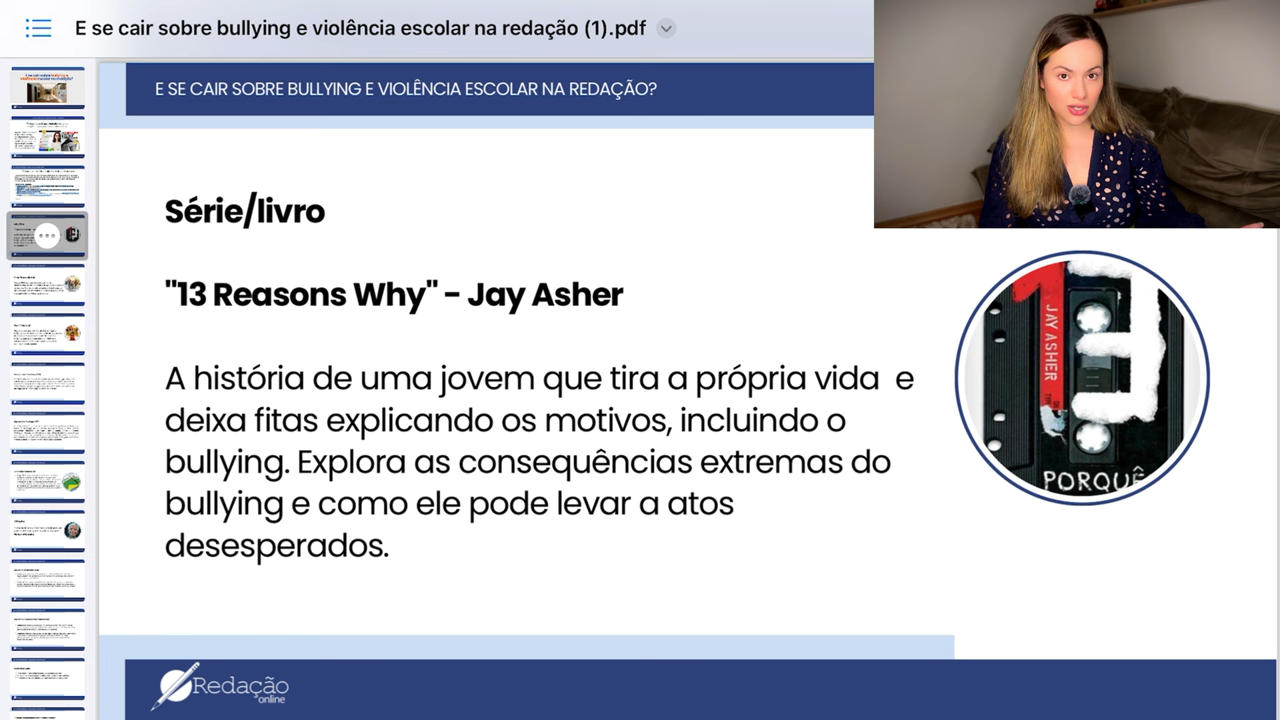 E se cair sobre bullying e violência escolar na redação (1).pdf
E SE CAIR SOBRE BULLYING E VIOLÊNCIA ESCOLAR NA REDAÇÃO?
Série/livro
"13 Reasons Why" - Jay Asher
A história de uma jovem que tira a própria vida e
deixa fitas explicando os motivos, incluindo o
bullying. Explora as consequências extremas do
bullying e como ele pode levar a atos
desesperados.
JAY ASHER
13
PORQUÊ
Redação
online